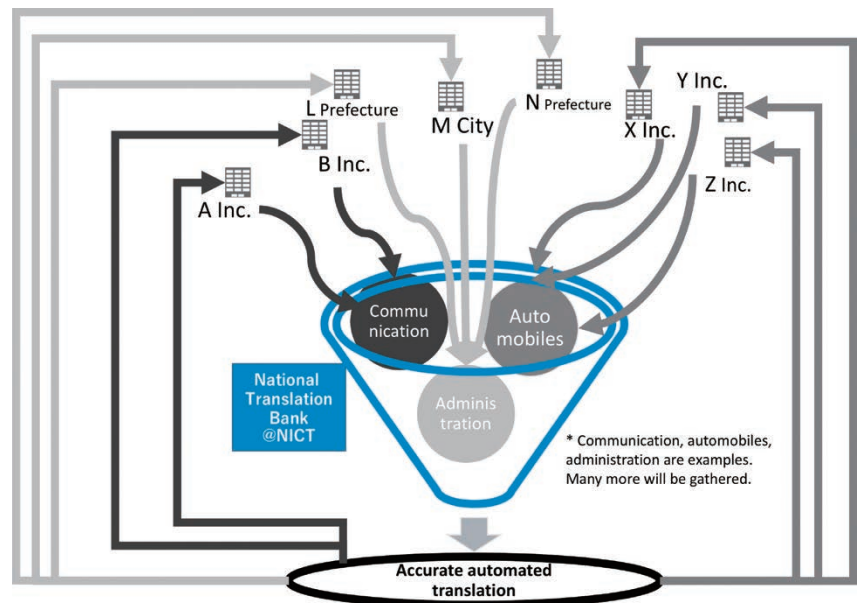 L Prefecture
M City
N Prefecture
X Inc.
Y Inc.
Z Inc.
B Inc.
A Inc.
Commu
nication
Auto
mobiles
Adminis
tration
National
Translation
Bank
@NICT
* Communication, automobiles,
administration are examples.
Many more will be gathered.
Accurate automated
translation